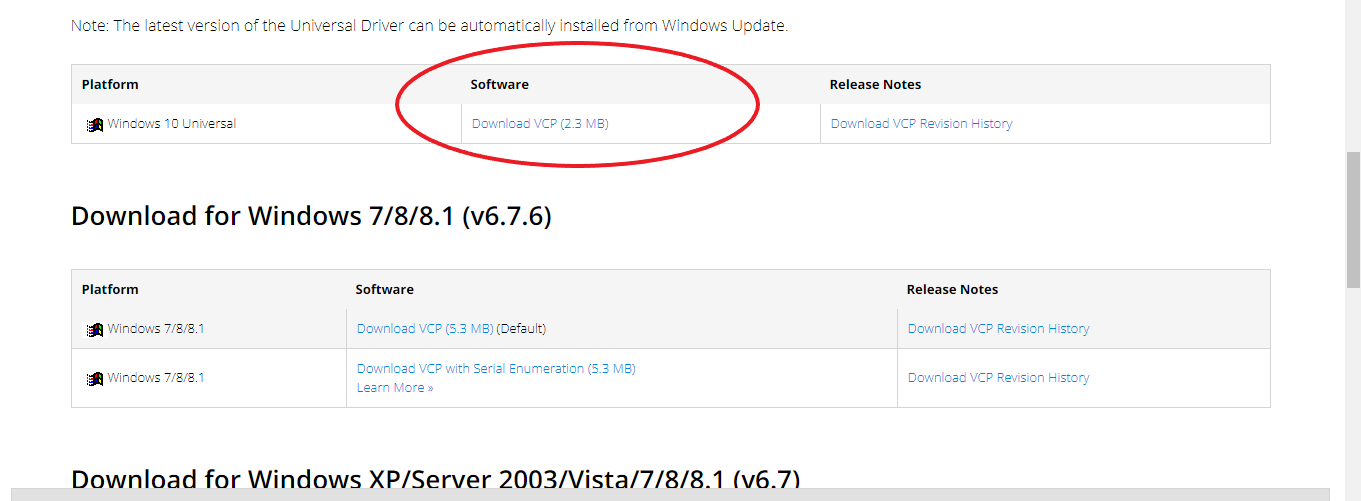 Note: The latest version of the Universal Driver can be automatically installed from Windows Update.
Platform Software Release Notes
Windows 10 Universal Download VCP (2.3 MB) Download VCP Revision History
Download for Windows 7/8/8.1 (v6.7.6)
Platform Software Release Notes
Windows 7/8/8.1 Download VCP (5.3 MB) (Default) Download VCP Revision History
Windows 7/8/8.1 Download VCP with Serial Enumeration (5.3 MB) Download VCP Revision History
Learn More »
Download for Windows XP/Server 2003/Vista/7/8/8.1 (v6.7)